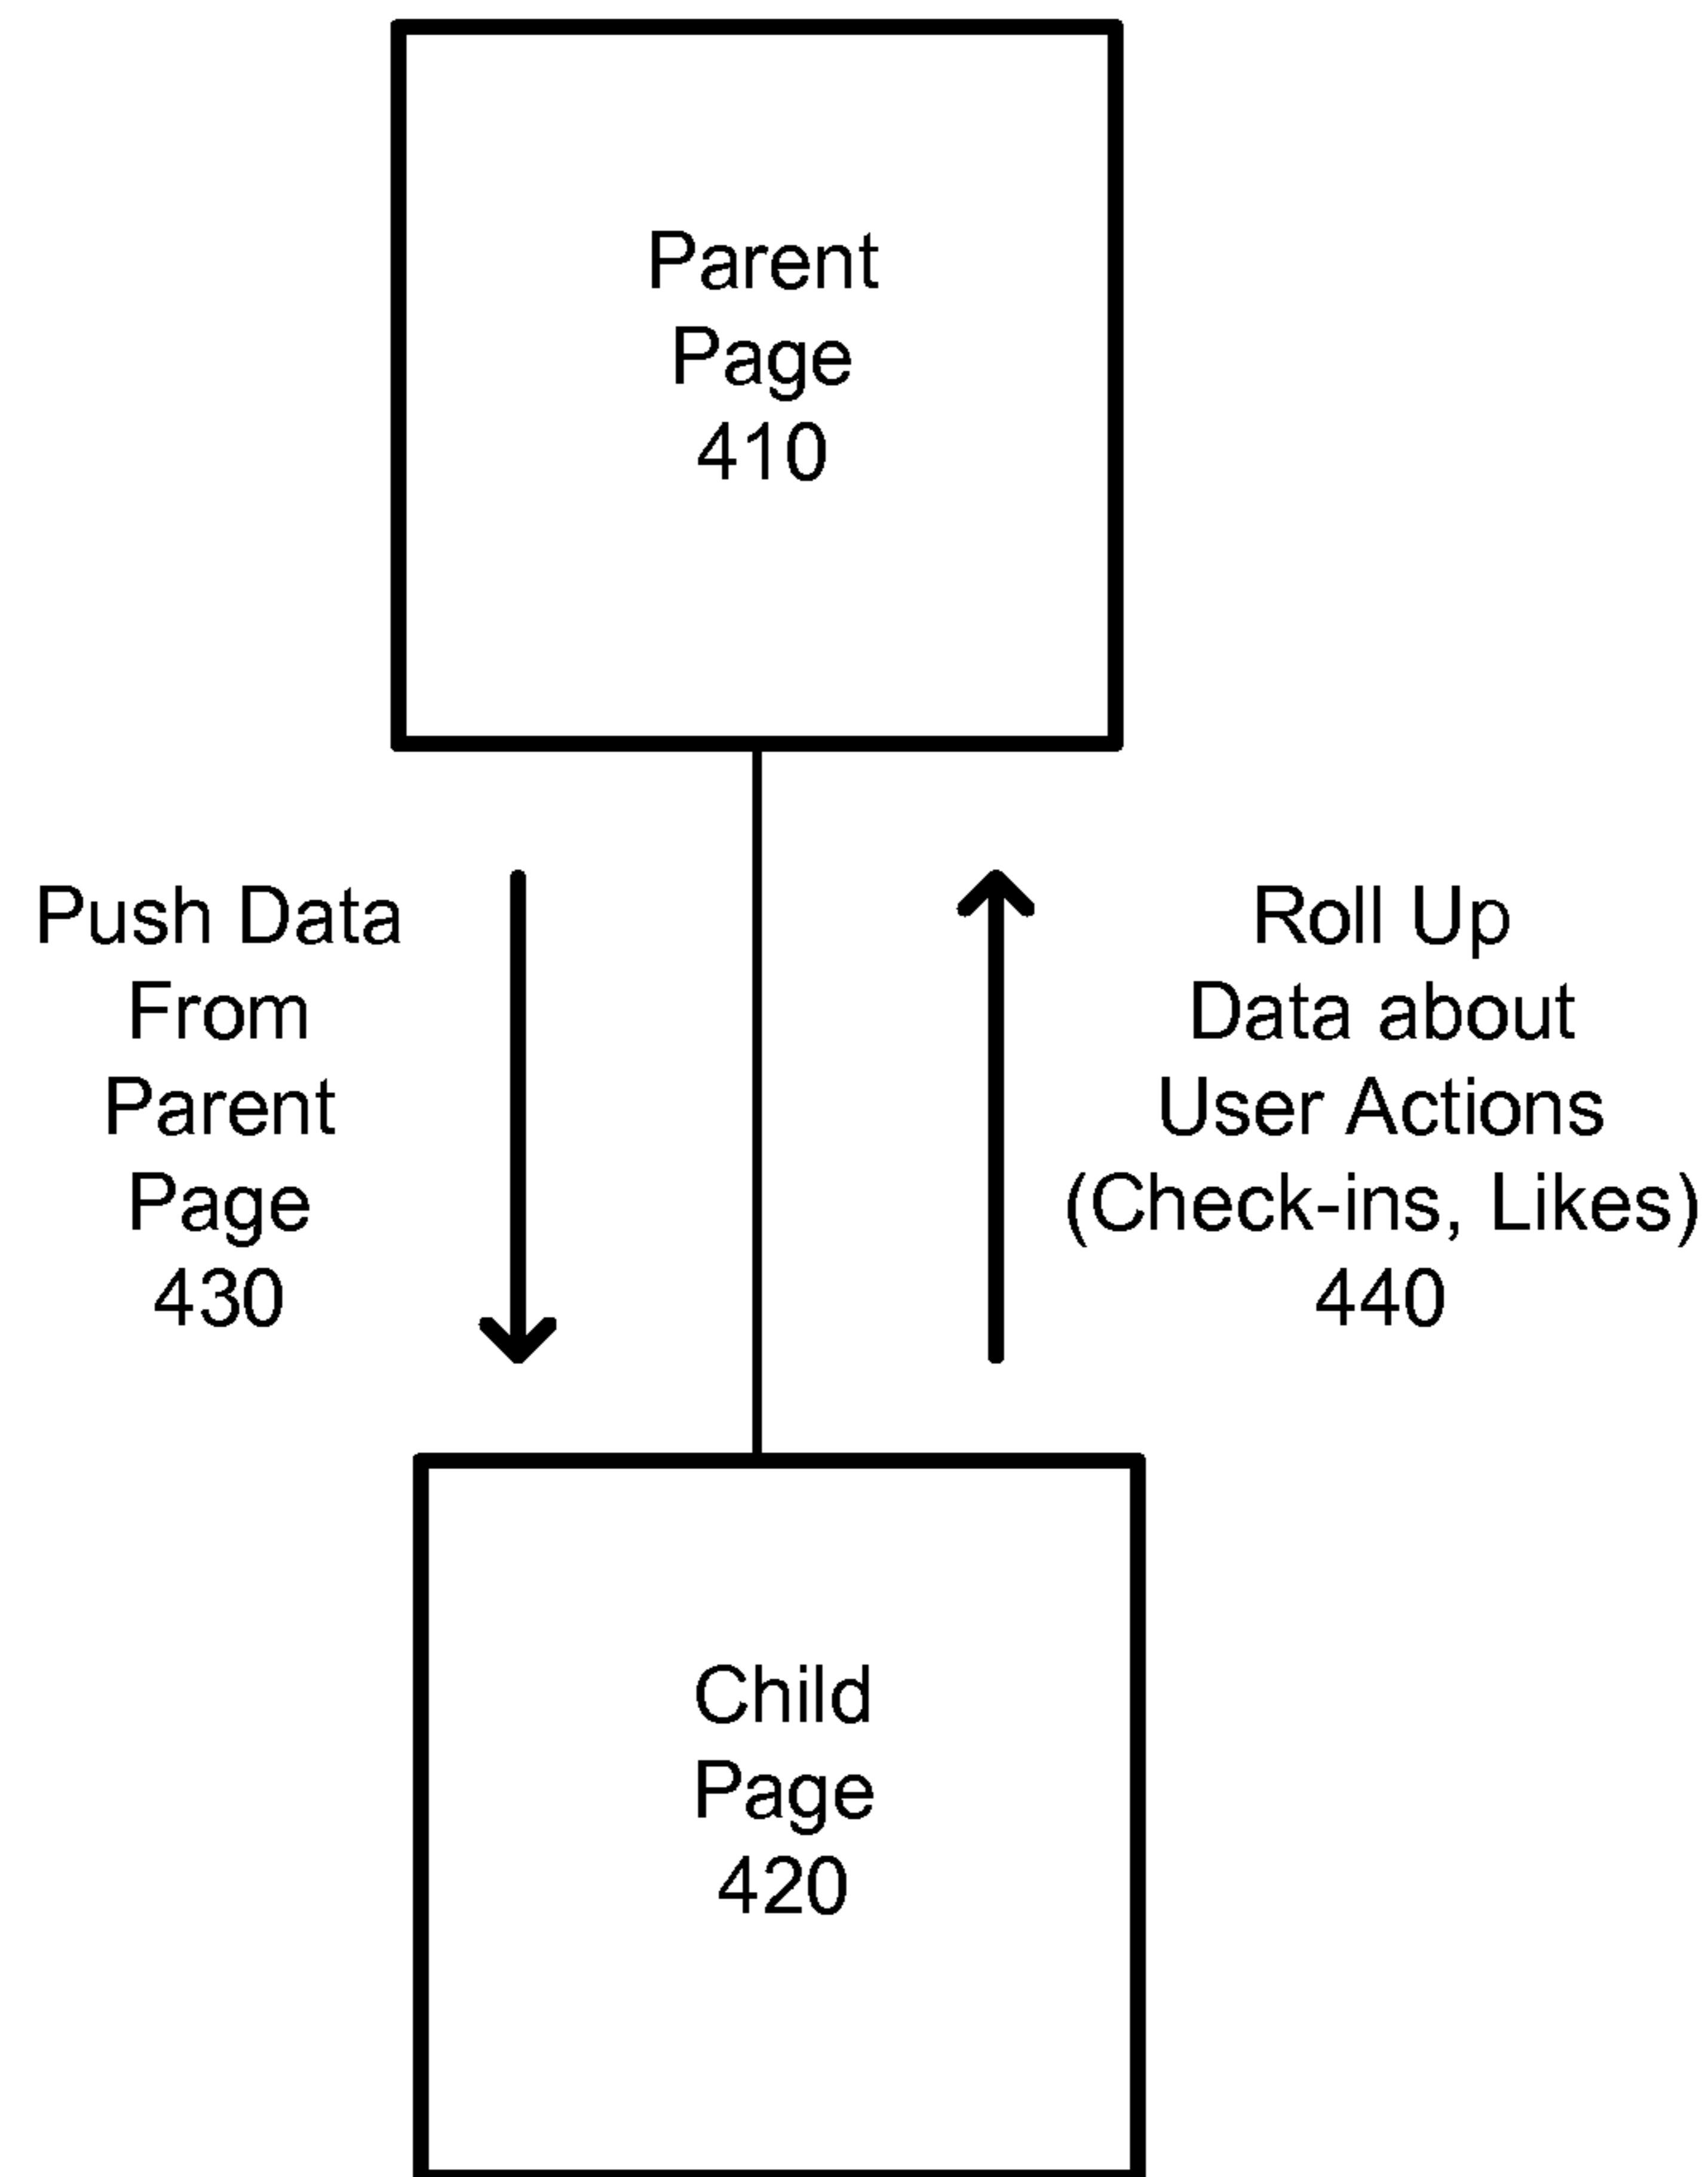 Parent
Page
410
Push Data
From
Parent
Page
430
Roll Up
Data about
User Actions
(Check-ins, Likes)
440
Child
Page
420